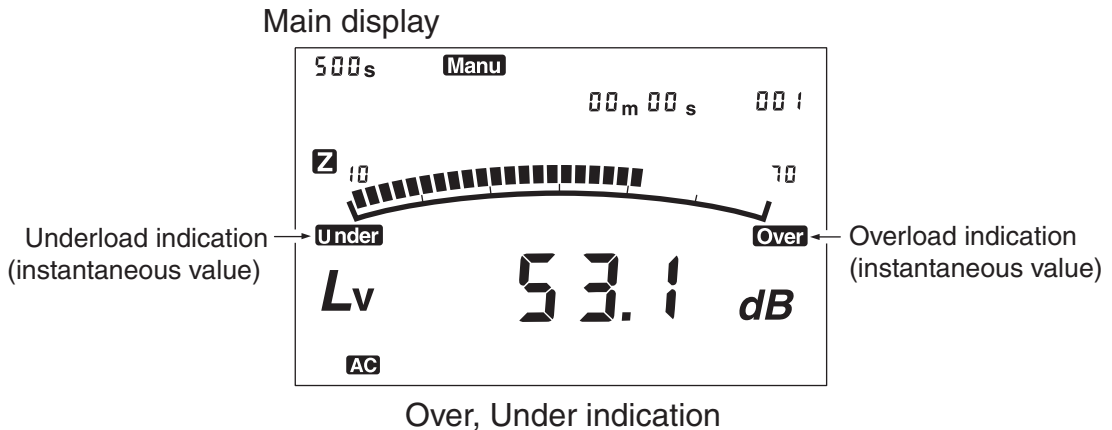 Main display
500s Manu
00m 00s 001
Z 10 70
Underload indication
(instantaneous value)
Under Over
Overload indication
(instantaneous value)
Lv 53.1 dB
AC
Over, Under indication